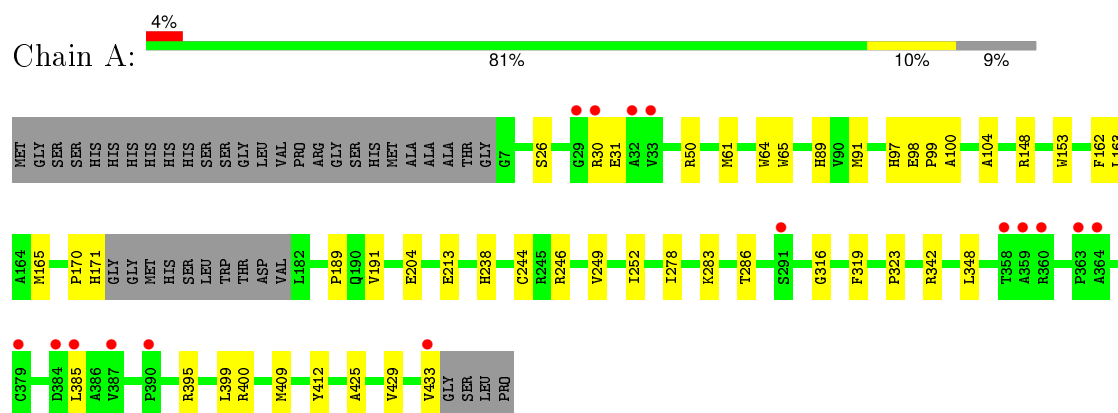 4%
Chain A:
81% 10% 9%
MET GLY SER SER HIS HIS HIS HIS HIS HIS SER SER GLY LEU VAL PRO ARG GLY SER HIS MET ALA ALA ALA THR GLY G7 S26 G29 R30 E31 A32 V33 R50 M61 W64 W65 H89 V90 M91 H97 E98 P99 A100 A104 R148 W153 F162 L163
A164 M165 P170 H171 GLY GLY MET HIS SER LEU TRP THR ASP VAL L182 P189 Q190 V191 E204 E213 H238 C244 R245 R246 V249 I252 I278 K283 T286 S291 G316 F319 P323 R342 L348 T358 A359 R360 P363 A364
C379 D384 L385 A386 V387 P390 R395 L399 R400 M409 Y412 A425 V429 V433 GLY SER LEU PRO